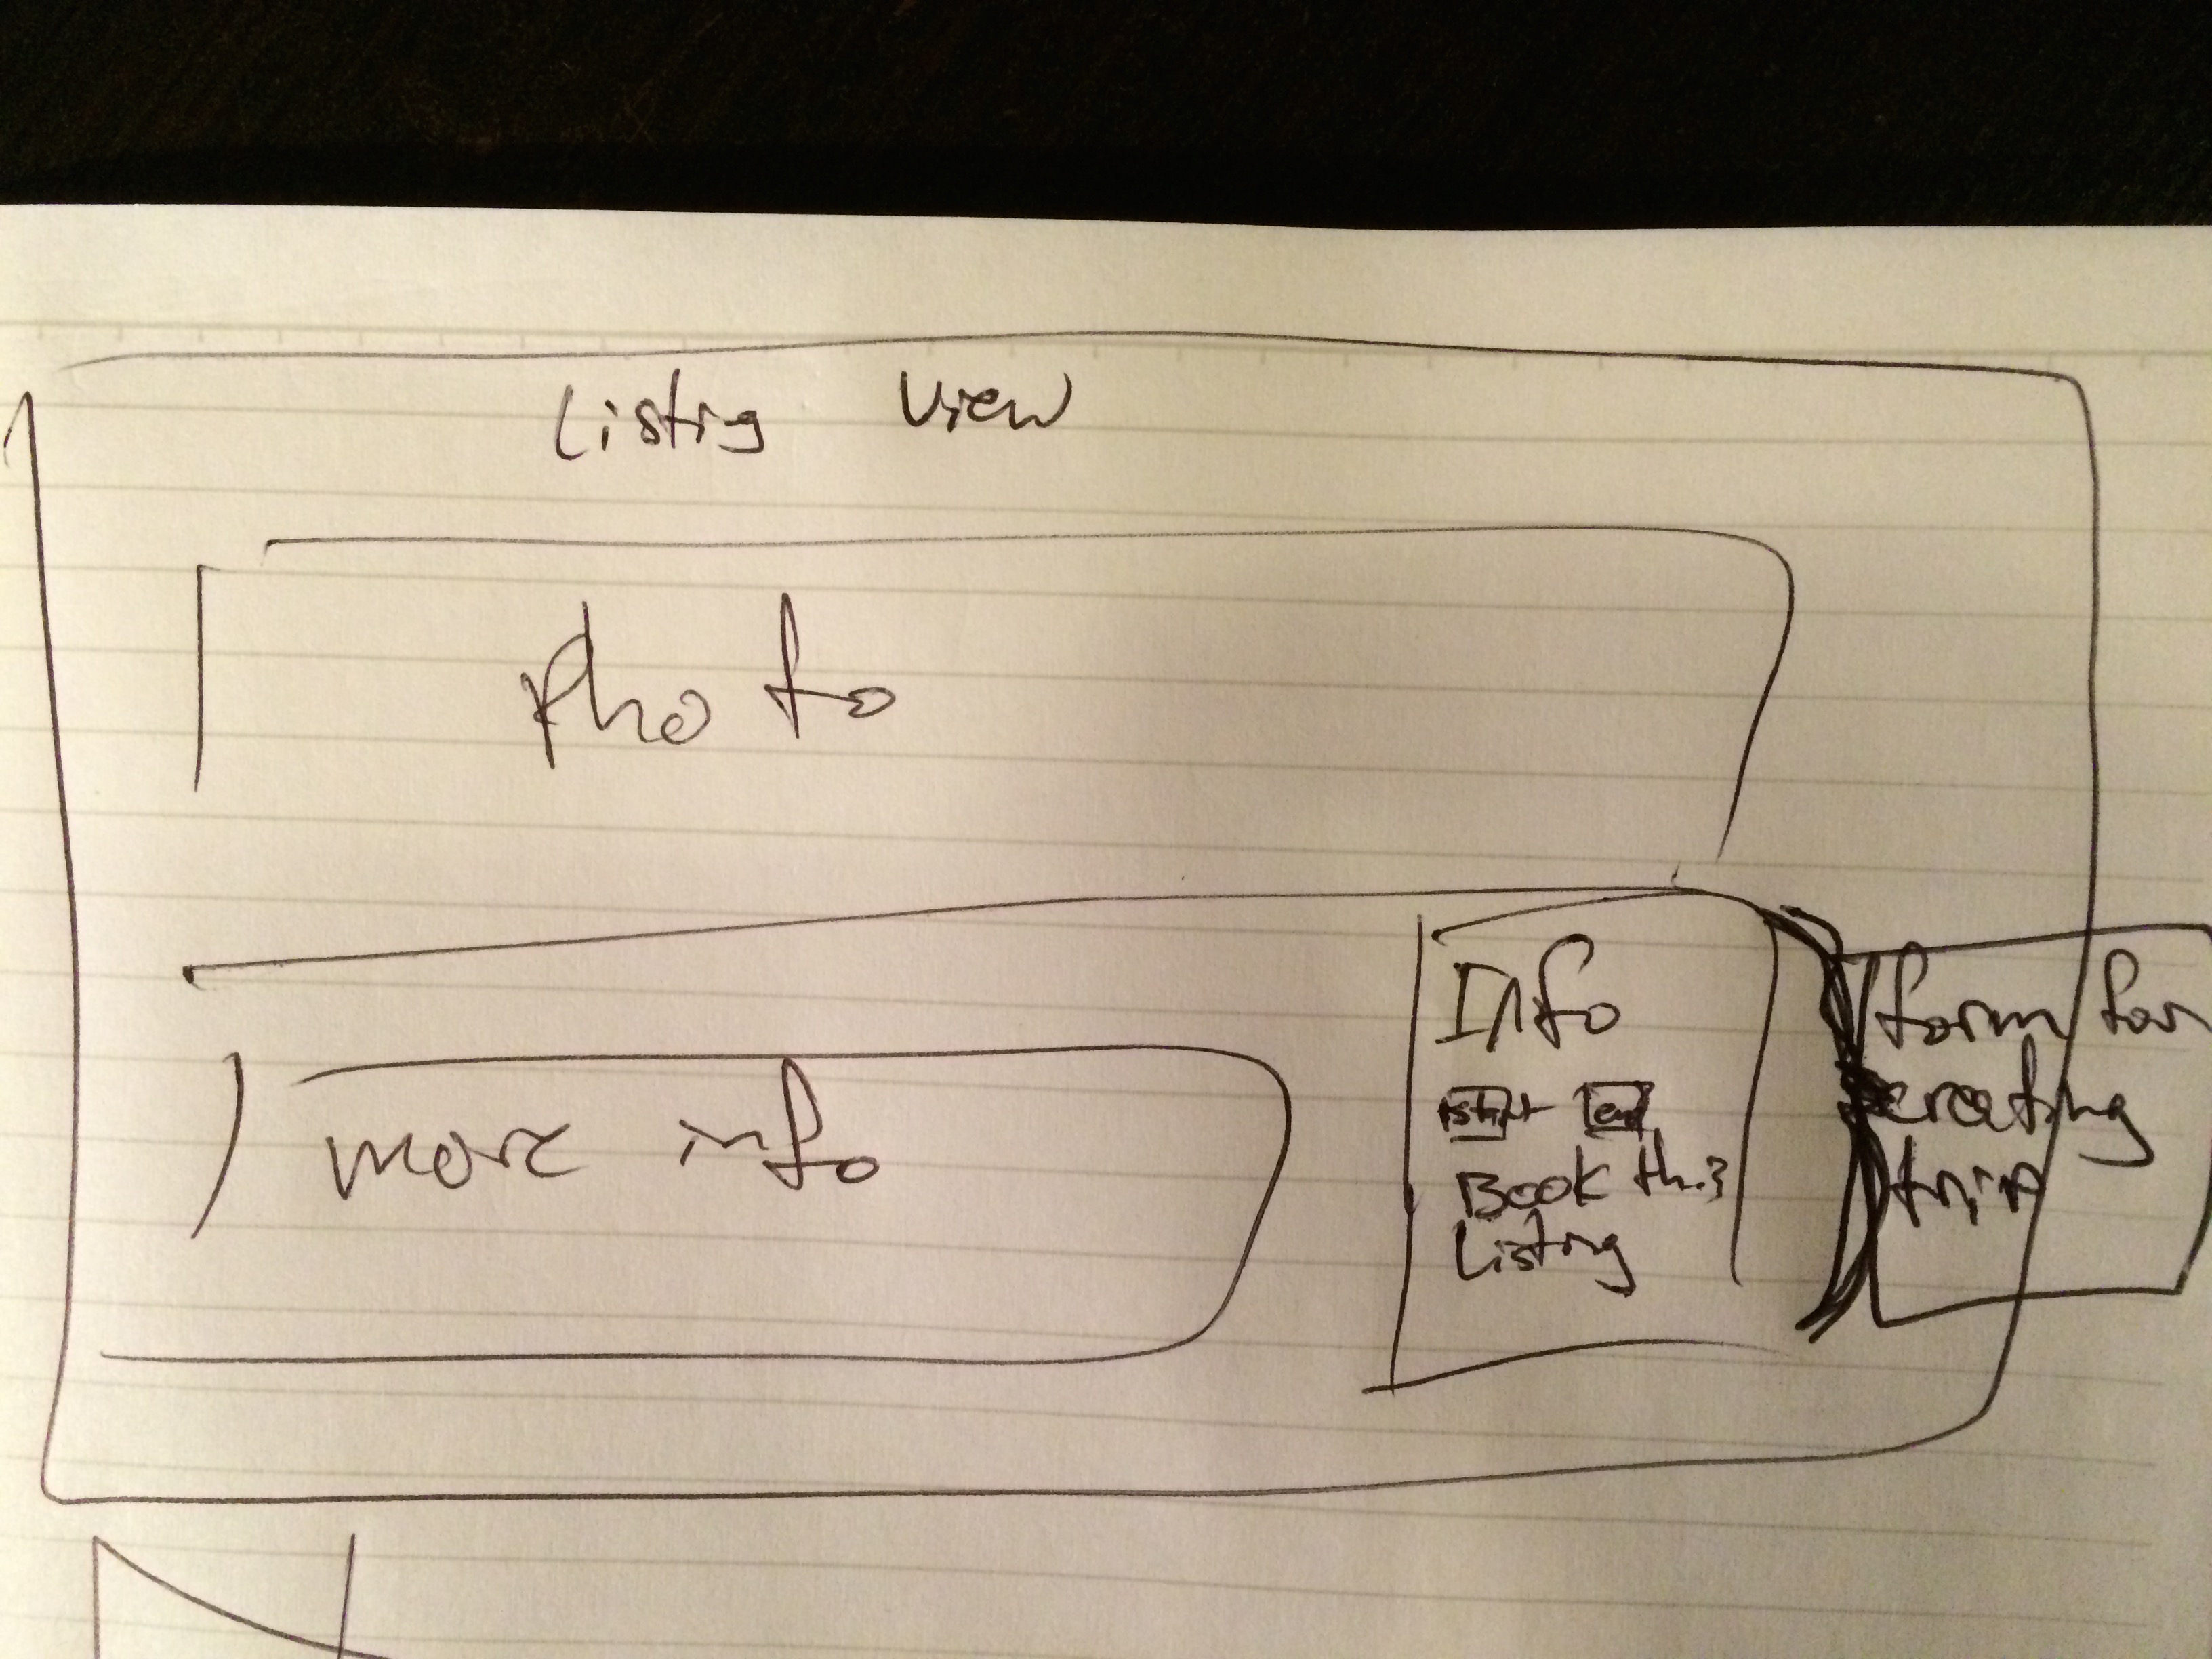 Listing View
Photo
more info
Info
start end
Book this
Listing
form for
creating
trip